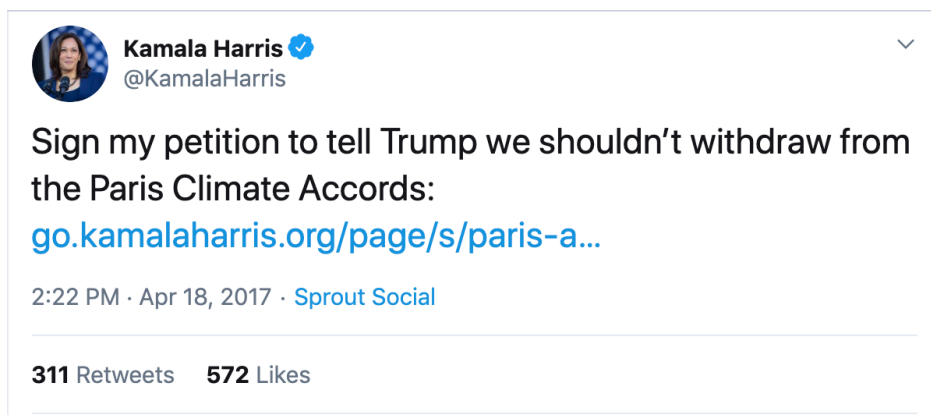 Kamala Harris
@KamalaHarris
Sign my petition to tell Trump we shouldn’t withdraw from
the Paris Climate Accords:
go.kamalaharris.org/page/s/paris-a...
2:22 PM · Apr 18, 2017 · Sprout Social
311 Retweets 572 Likes